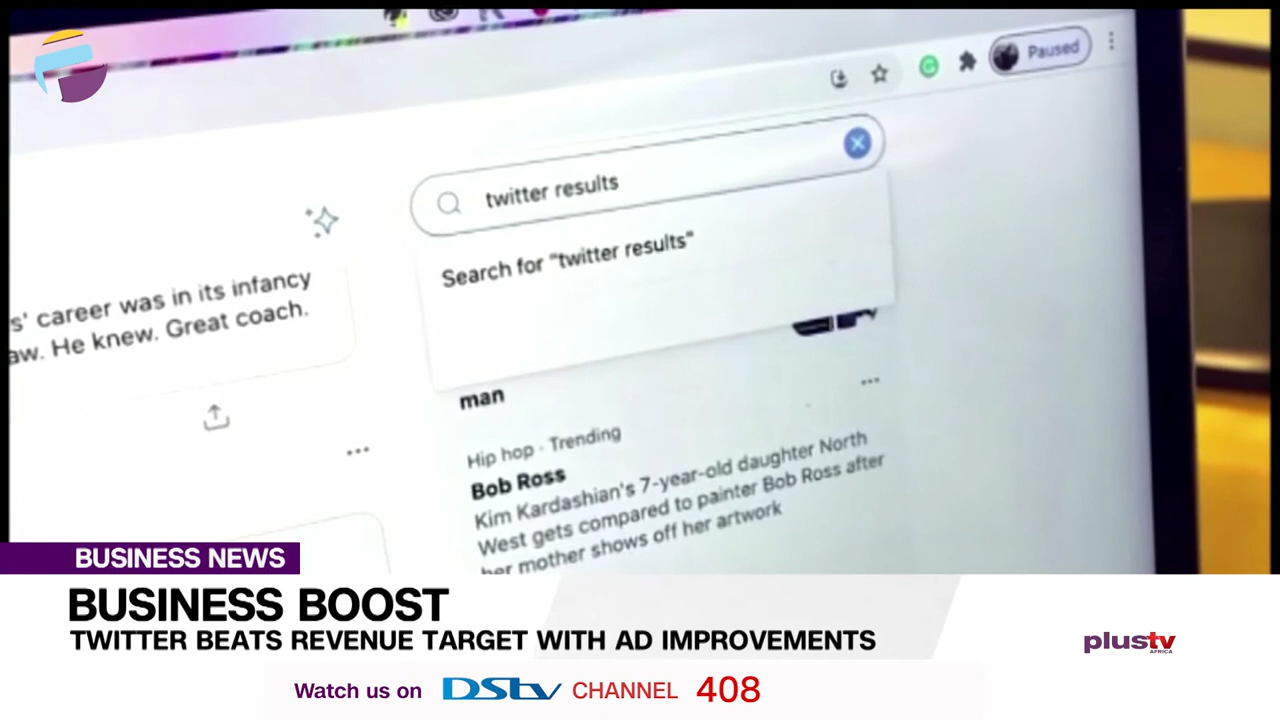 Paused
twitter results
Search for "twitter results"
s' career was in its infancy
aw. He knew. Great coach.
man
Hip hop · Trending
Bob Ross
Kim Kardashian's 7-year-old daughter North
West gets compared to painter Bob Ross after
her mother shows off her artwork
BUSINESS NEWS
BUSINESS BOOST
TWITTER BEATS REVENUE TARGET WITH AD IMPROVEMENTS
plustv
AFRICA
Watch us on DStv CHANNEL 408